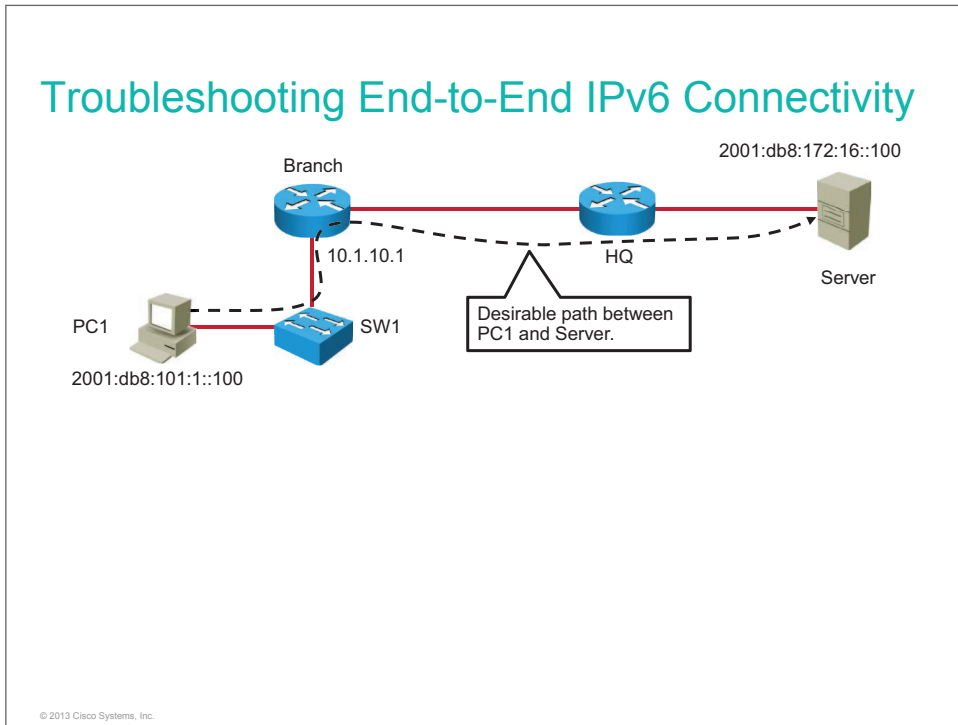 Troubleshooting End-to-End IPv6 Connectivity
2001:db8:172:16::100
Branch
10.1.10.1
HQ
Server
Desirable path between
PC1 and Server.
PC1
SW1
2001:db8:101:1::100
© 2013 Cisco Systems, Inc.